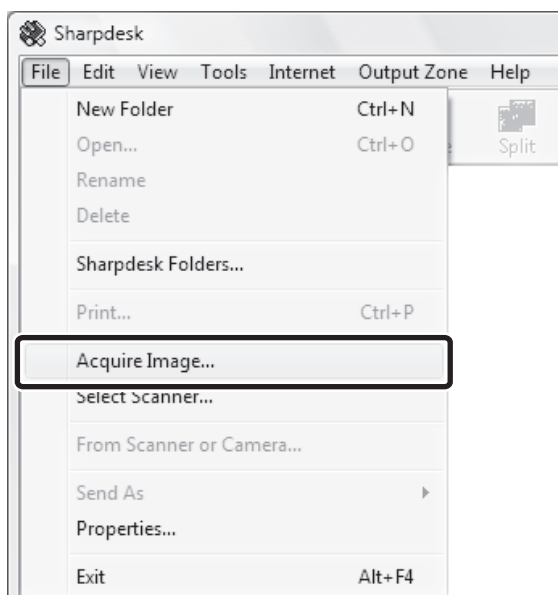 Sharpdesk
File Edit View Tools Internet Output Zone Help
New Folder Ctrl+N
Open... Ctrl+O
Split
Rename
Delete
Sharpdesk Folders...
Print... Ctrl+P
Acquire Image...
Select Scanner...
From Scanner or Camera...
Send As
Properties...
Exit Alt+F4